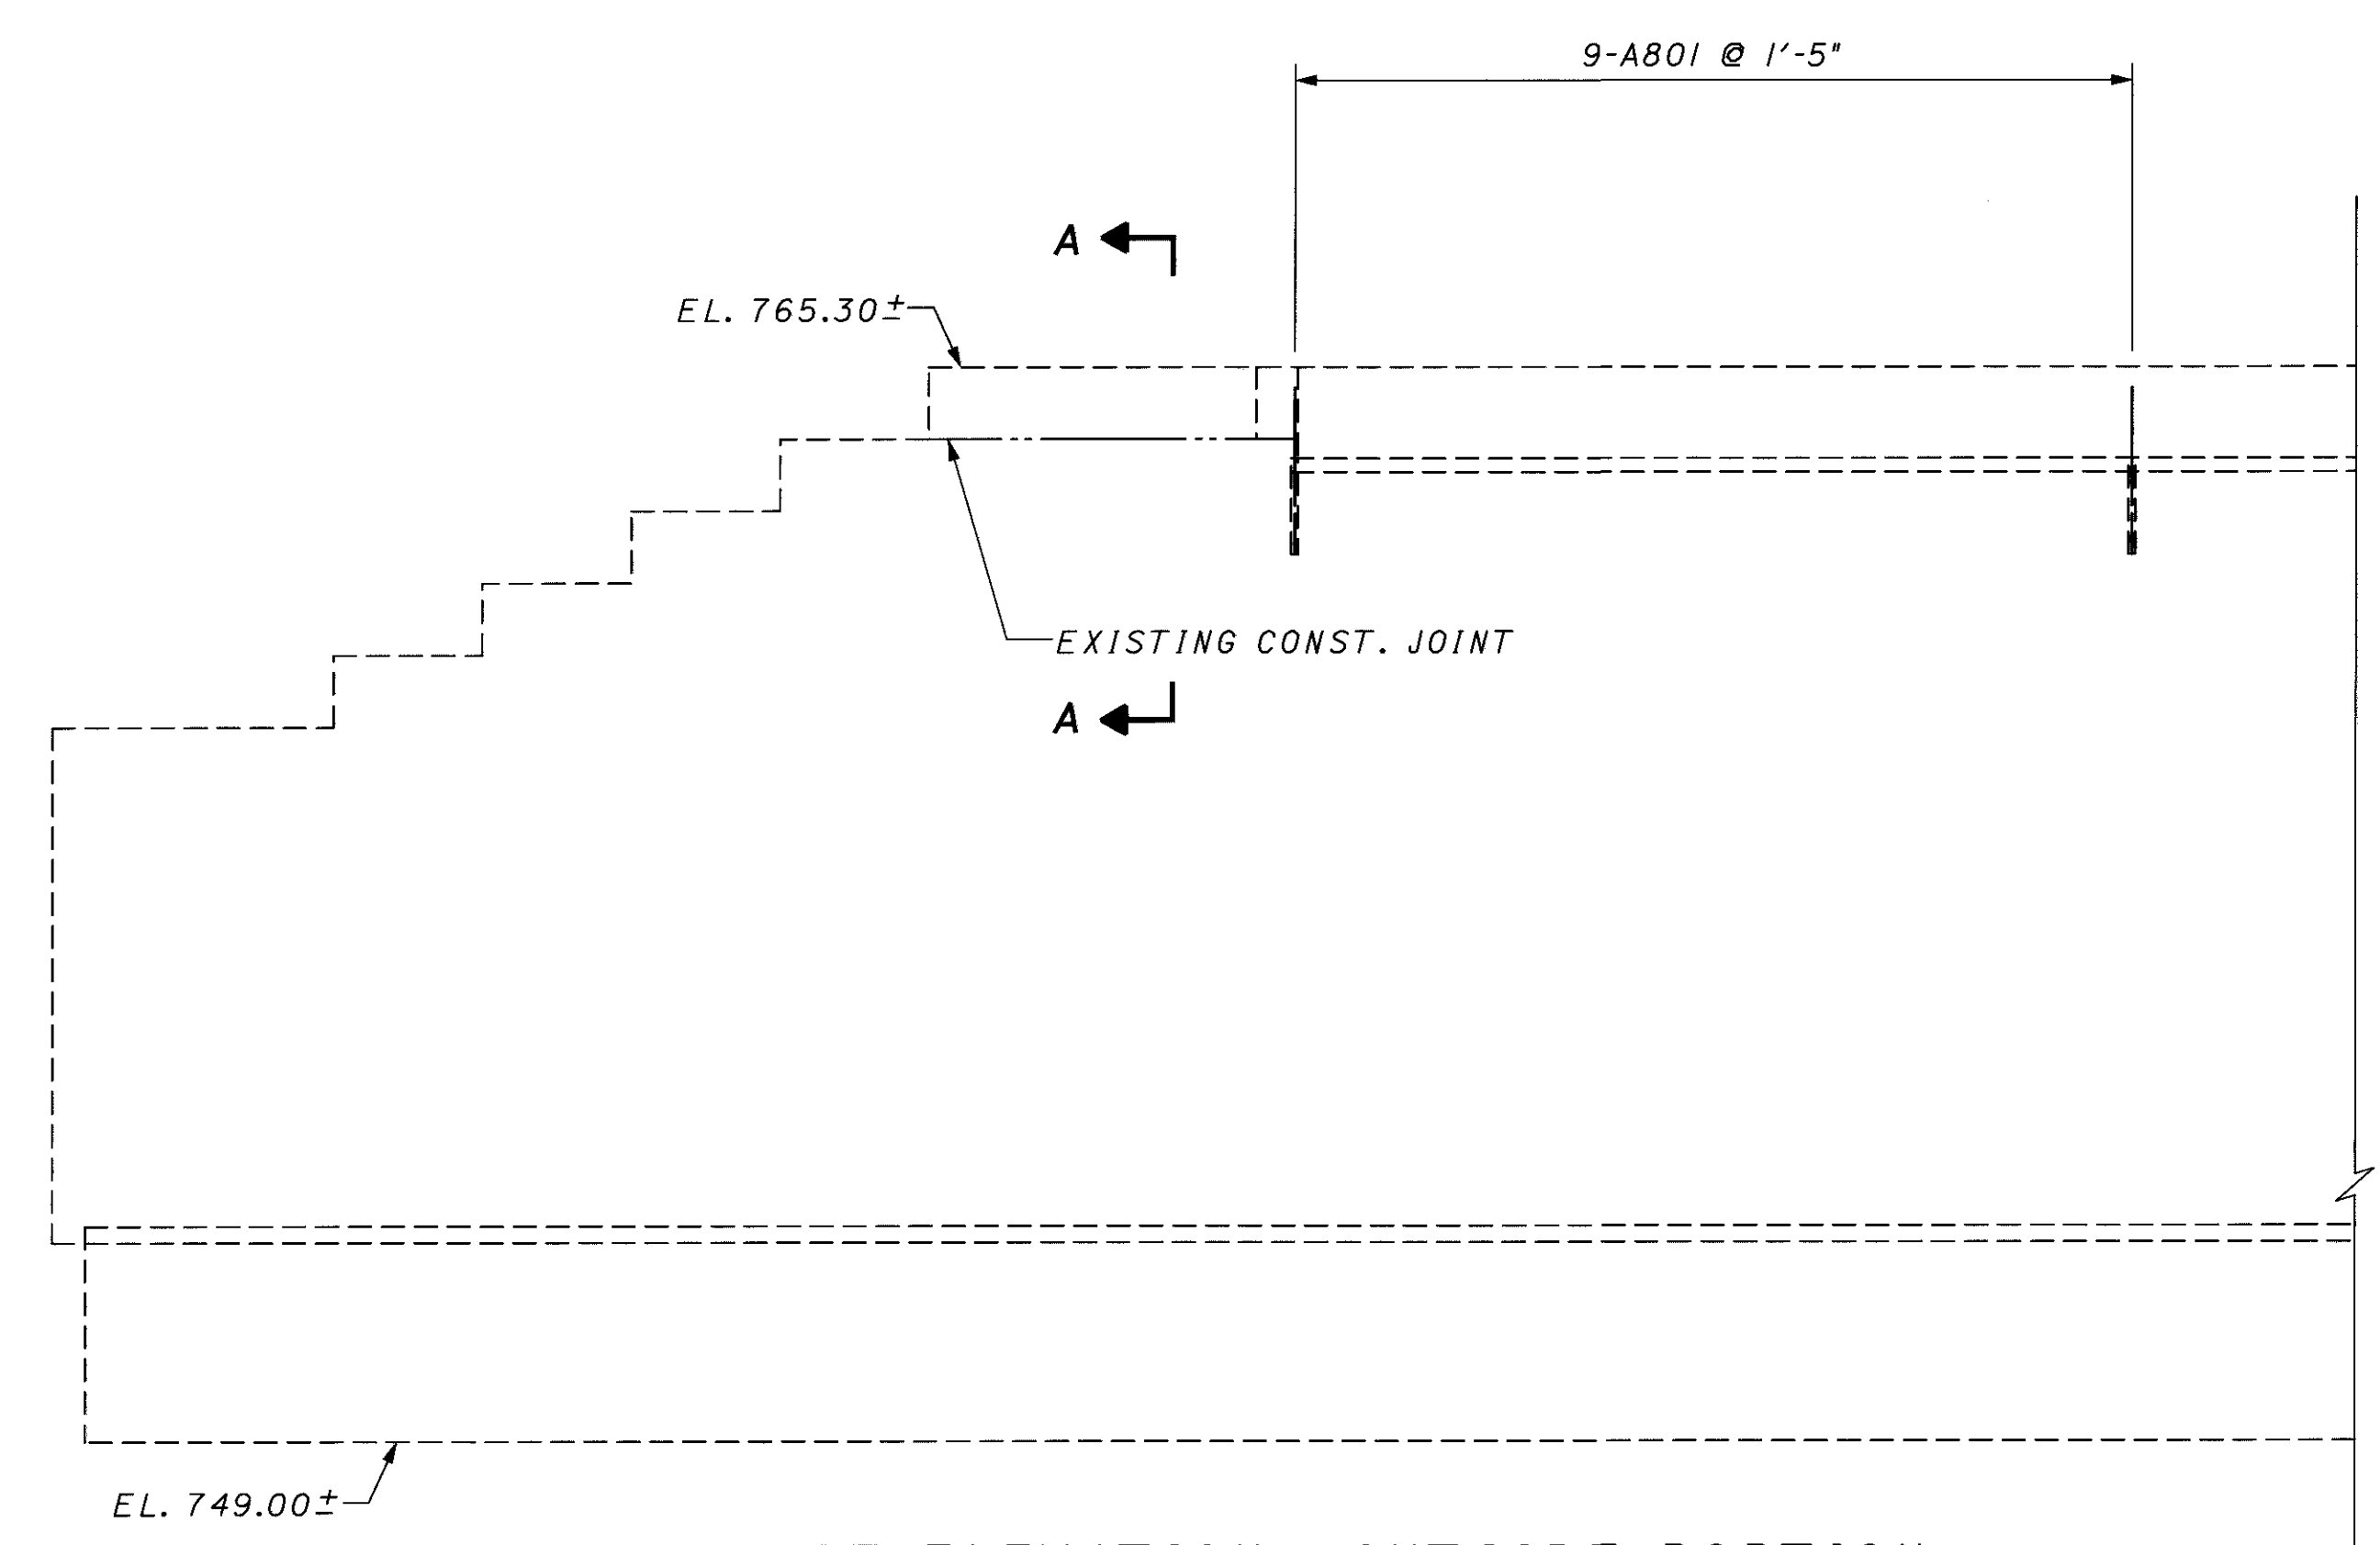 9-A801 @ 1'-5"
A
EL. 765.30±
EXISTING CONST. JOINT
A
EL. 749.00±